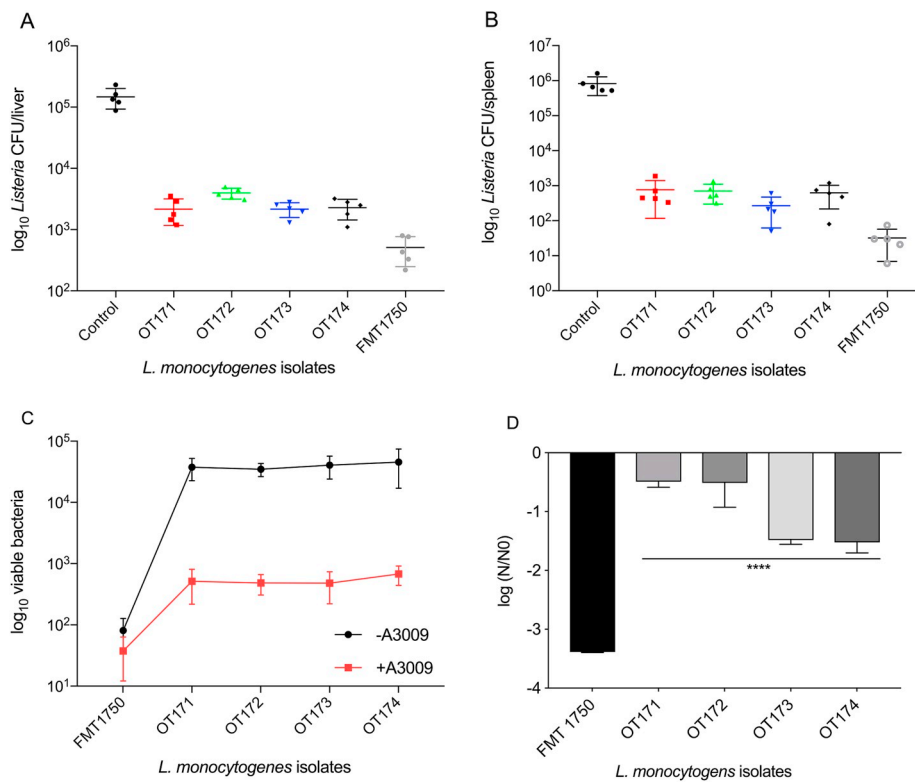 A
log10 Listeria CFU/liver
10^6
10^5
10^4
10^3
10^2
Control
OT171
OT172
OT173
OT174
FMT1750
L. monocytogenes isolates
B
log10 Listeria CFU/spleen
10^7
10^6
10^5
10^4
10^3
10^2
10^1
10^0
Control
OT171
OT172
OT173
OT174
FMT1750
L. monocytogenes isolates
C
log10 viable bacteria
10^5
10^4
10^3
10^2
10^1
-A3009
+A3009
FMT1750
OT171
OT172
OT173
OT174
L. monocytogenes isolates
D
log (N/N0)
0
-1
-2
-3
-4
****
FMT 1750
OT171
OT172
OT173
OT174
L. monocytogens isolates